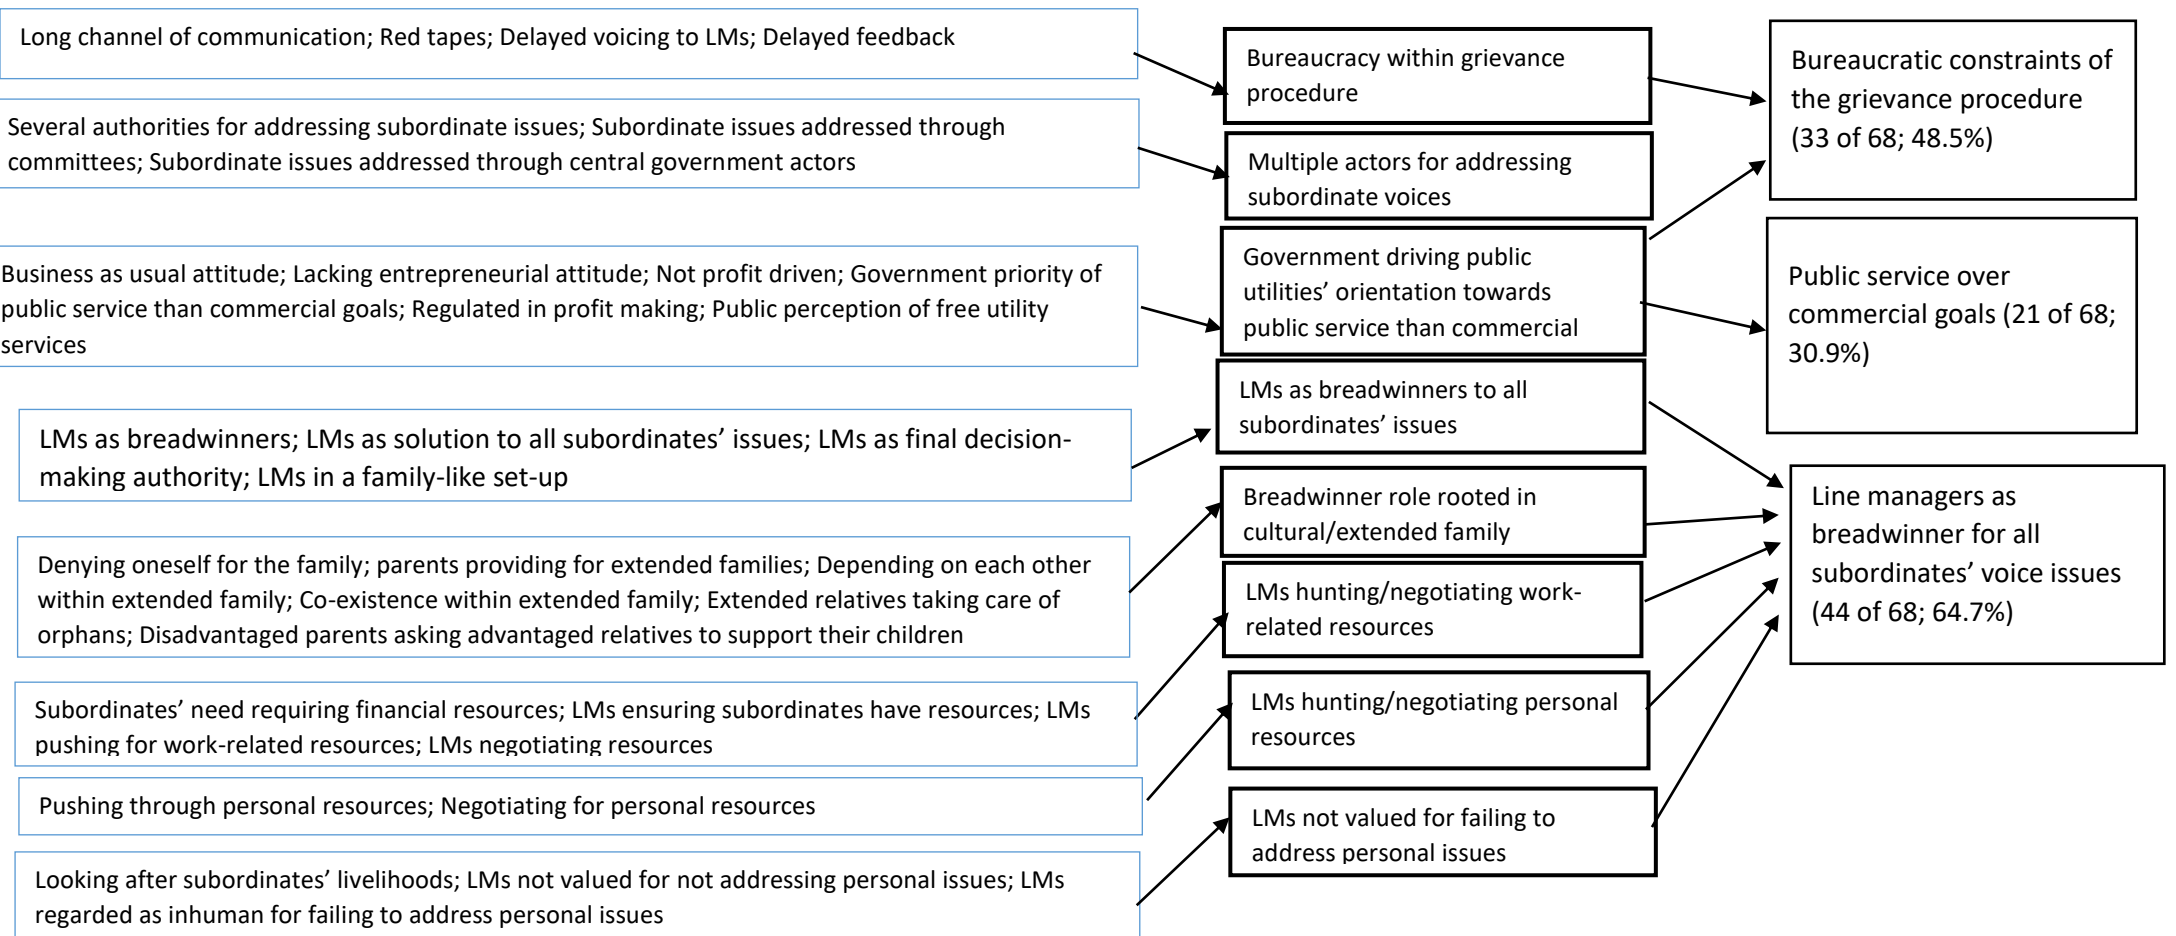 Long channel of communication; Red tapes; Delayed voicing to LMs; Delayed feedback
Several authorities for addressing subordinate issues; Subordinate issues addressed through
committees; Subordinate issues addressed through central government actors
Business as usual attitude; Lacking entrepreneurial attitude; Not profit driven; Government priority of
public service than commercial goals; Regulated in profit making; Public perception of free utility
services
LMs as breadwinners; LMs as solution to all subordinates’ issues; LMs as final decision-
making authority; LMs in a family-like set-up
Denying oneself for the family; parents providing for extended families; Depending on each other
within extended family; Co-existence within extended family; Extended relatives taking care of
orphans; Disadvantaged parents asking advantaged relatives to support their children
Subordinates’ need requiring financial resources; LMs ensuring subordinates have resources; LMs
pushing for work-related resources; LMs negotiating resources
Pushing through personal resources; Negotiating for personal resources
Looking after subordinates’ livelihoods; LMs not valued for not addressing personal issues; LMs
regarded as inhuman for failing to address personal issues
Bureaucracy within grievance
procedure
Multiple actors for addressing
subordinate voices
Government driving public
utilities’ orientation towards
public service than commercial
LMs as breadwinners to all
subordinates’ issues
Breadwinner role rooted in
cultural/extended family
LMs hunting/negotiating work-
related resources
LMs hunting/negotiating personal
resources
LMs not valued for failing to
address personal issues
Bureaucratic constraints of
the grievance procedure
(33 of 68; 48.5%)
Public service over
commercial goals (21 of 68;
30.9%)
Line managers as
breadwinner for all
subordinates’ voice issues
(44 of 68; 64.7%)